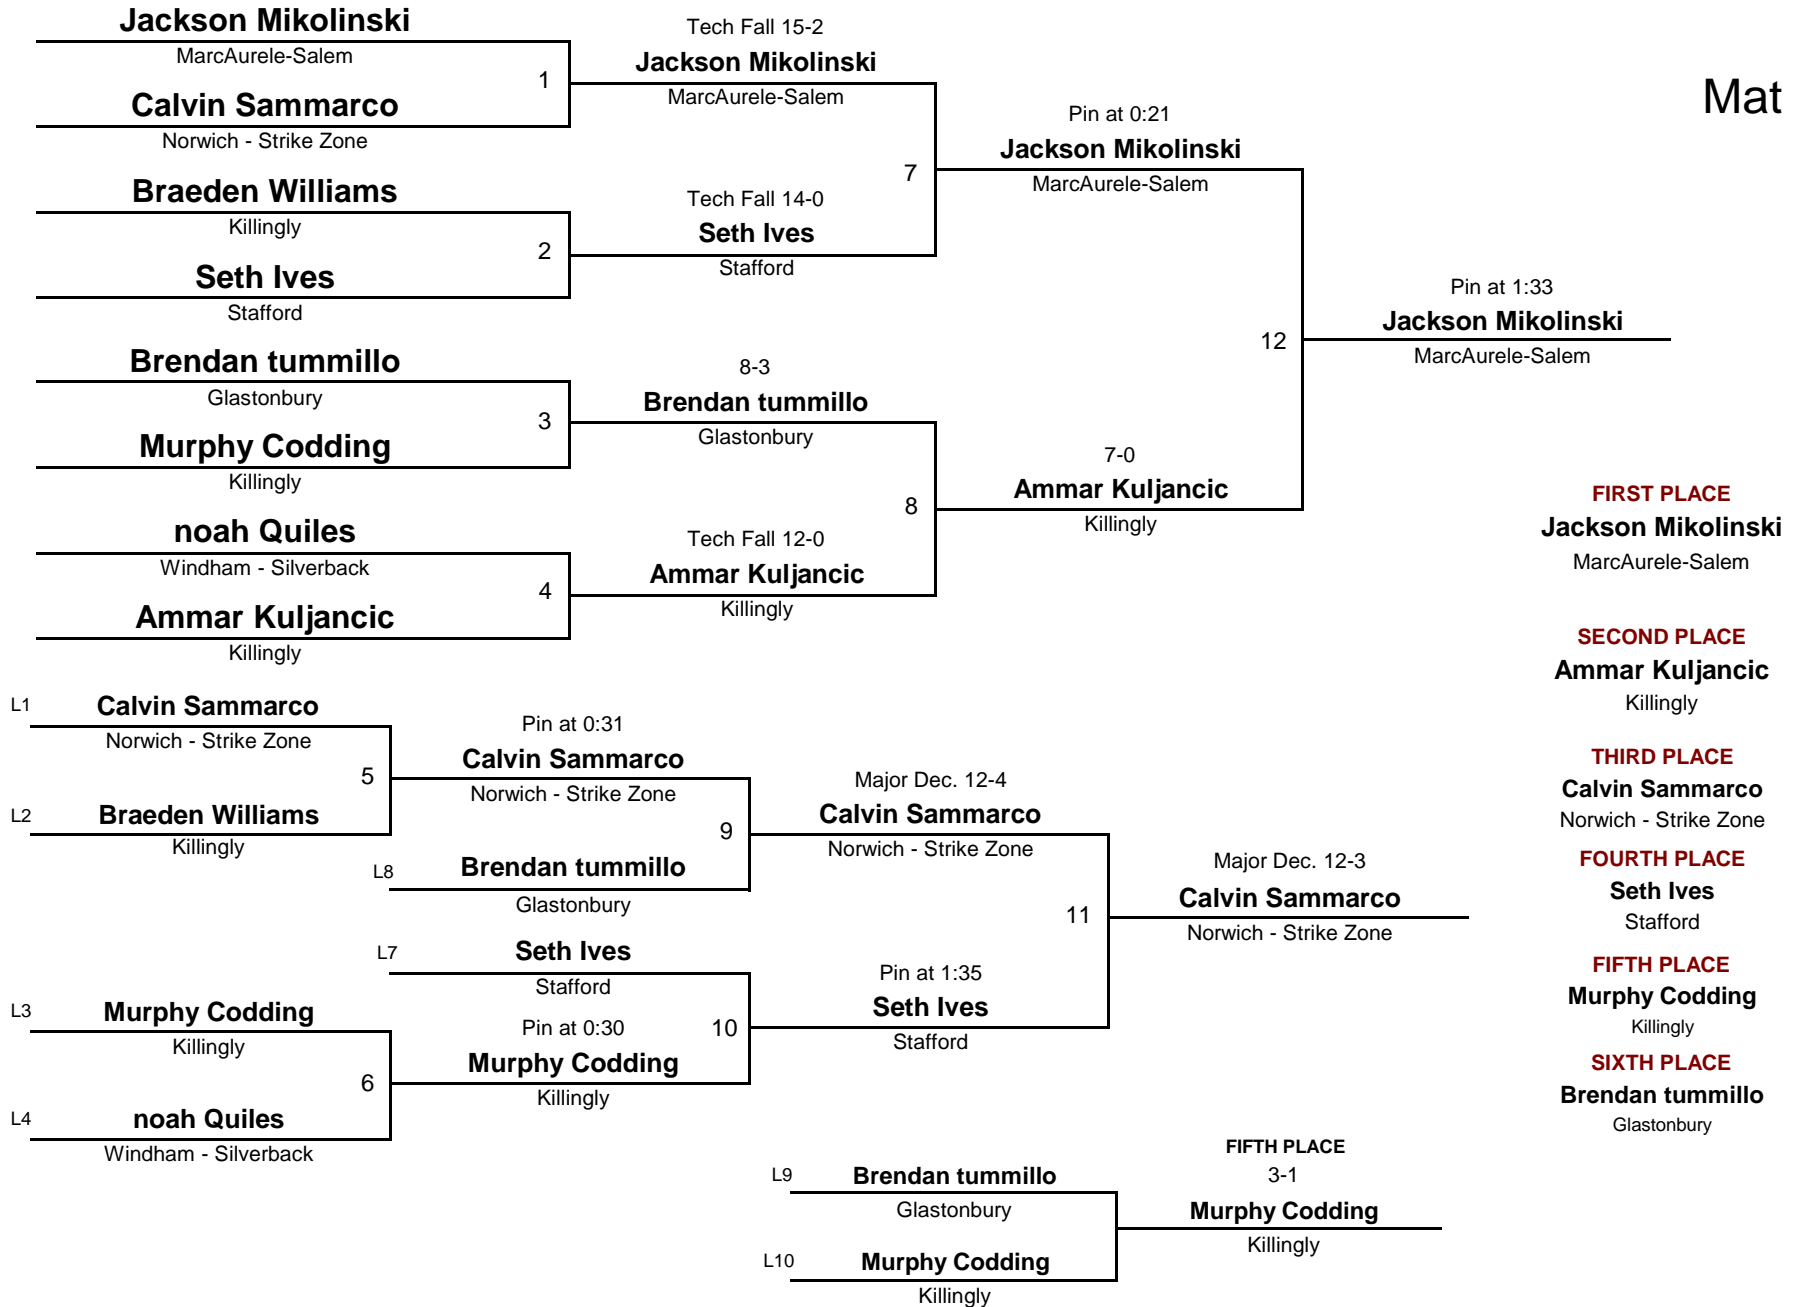 Jackson Mikolinski
MarcAurele-Salem
1
Calvin Sammarco
Norwich - Strike Zone
Braeden Williams
Killingly
2
Seth Ives
Stafford
Brendan tummillo
Glastonbury
3
Murphy Codding
Killingly
noah Quiles
Windham - Silverback
4
Ammar Kuljancic
Killingly
Tech Fall 15-2
Jackson Mikolinski
MarcAurele-Salem
7
Tech Fall 14-0
Seth Ives
Stafford
8-3
Brendan tummillo
Glastonbury
8
Tech Fall 12-0
Ammar Kuljancic
Killingly
Pin at 0:21
Jackson Mikolinski
MarcAurele-Salem
12
7-0
Ammar Kuljancic
Killingly
Pin at 1:33
Jackson Mikolinski
MarcAurele-Salem
Mat
FIRST PLACE
Jackson Mikolinski
MarcAurele-Salem
SECOND PLACE
Ammar Kuljancic
Killingly
THIRD PLACE
Calvin Sammarco
Norwich - Strike Zone
FOURTH PLACE
Seth Ives
Stafford
FIFTH PLACE
Murphy Codding
Killingly
SIXTH PLACE
Brendan tummillo
Glastonbury
L1
Calvin Sammarco
Norwich - Strike Zone
5
L2
Braeden Williams
Killingly
L3
Murphy Codding
Killingly
6
L4
noah Quiles
Windham - Silverback
Pin at 0:31
Calvin Sammarco
Norwich - Strike Zone
9
L8
Brendan tummillo
Glastonbury
L7
Seth Ives
Stafford
10
Pin at 0:30
Murphy Codding
Killingly
Major Dec. 12-4
Calvin Sammarco
Norwich - Strike Zone
11
Pin at 1:35
Seth Ives
Stafford
Major Dec. 12-3
Calvin Sammarco
Norwich - Strike Zone
L9
Brendan tummillo
Glastonbury
L10
Murphy Codding
Killingly
FIFTH PLACE
3-1
Murphy Codding
Killingly